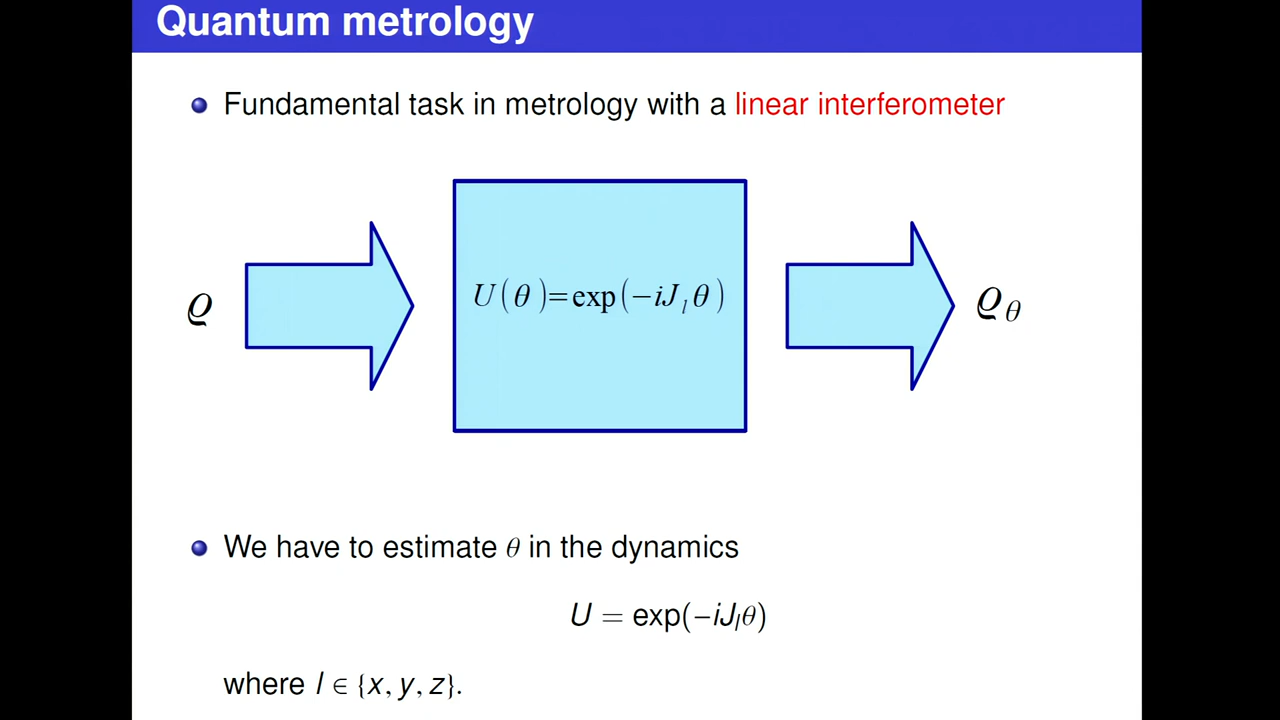 Quantum metrology
Fundamental task in metrology with a linear interferometer
ϱ
U(θ)=exp(−iJ_l θ)
ϱ_θ
We have to estimate θ in the dynamics
U = exp(−iJ_lθ)
where l ∈ {x, y, z}.